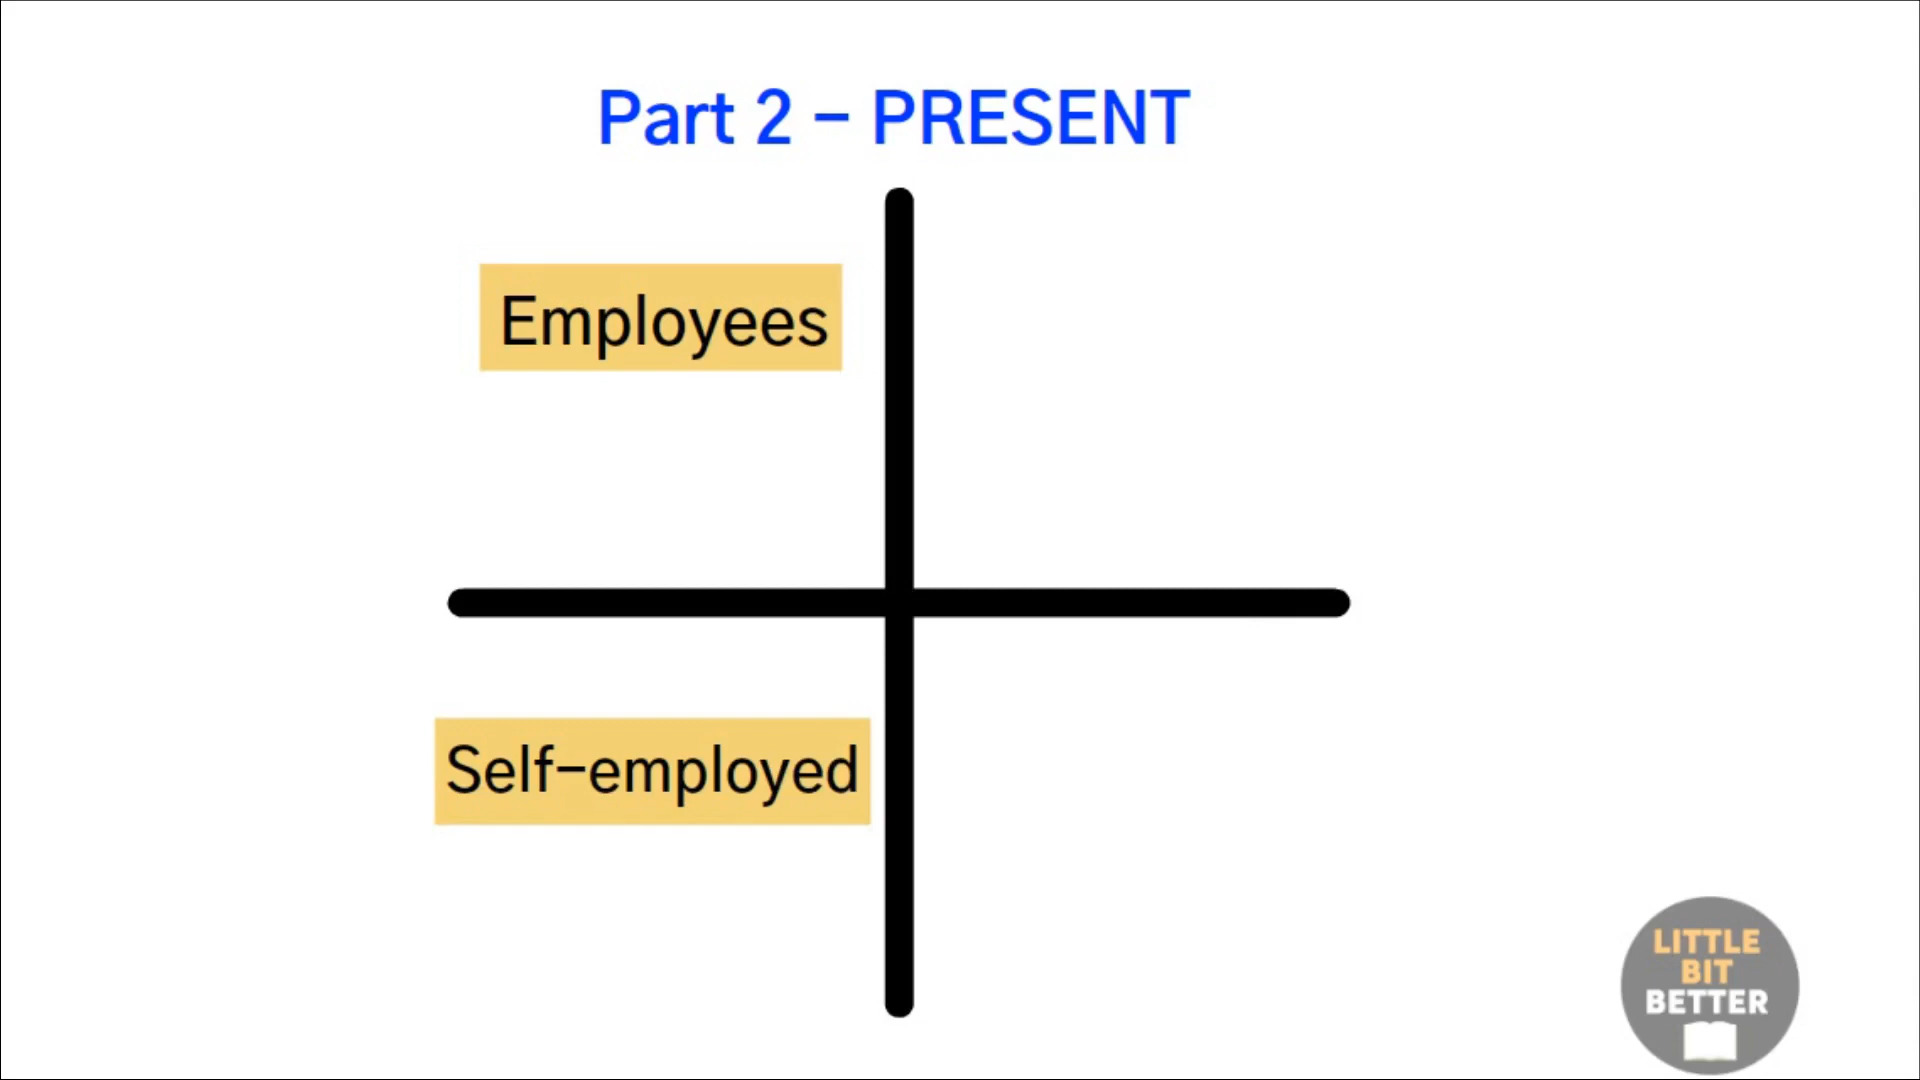 Part 2 - PRESENT
Employees
Self-employed
LITTLE
BIT
BETTER